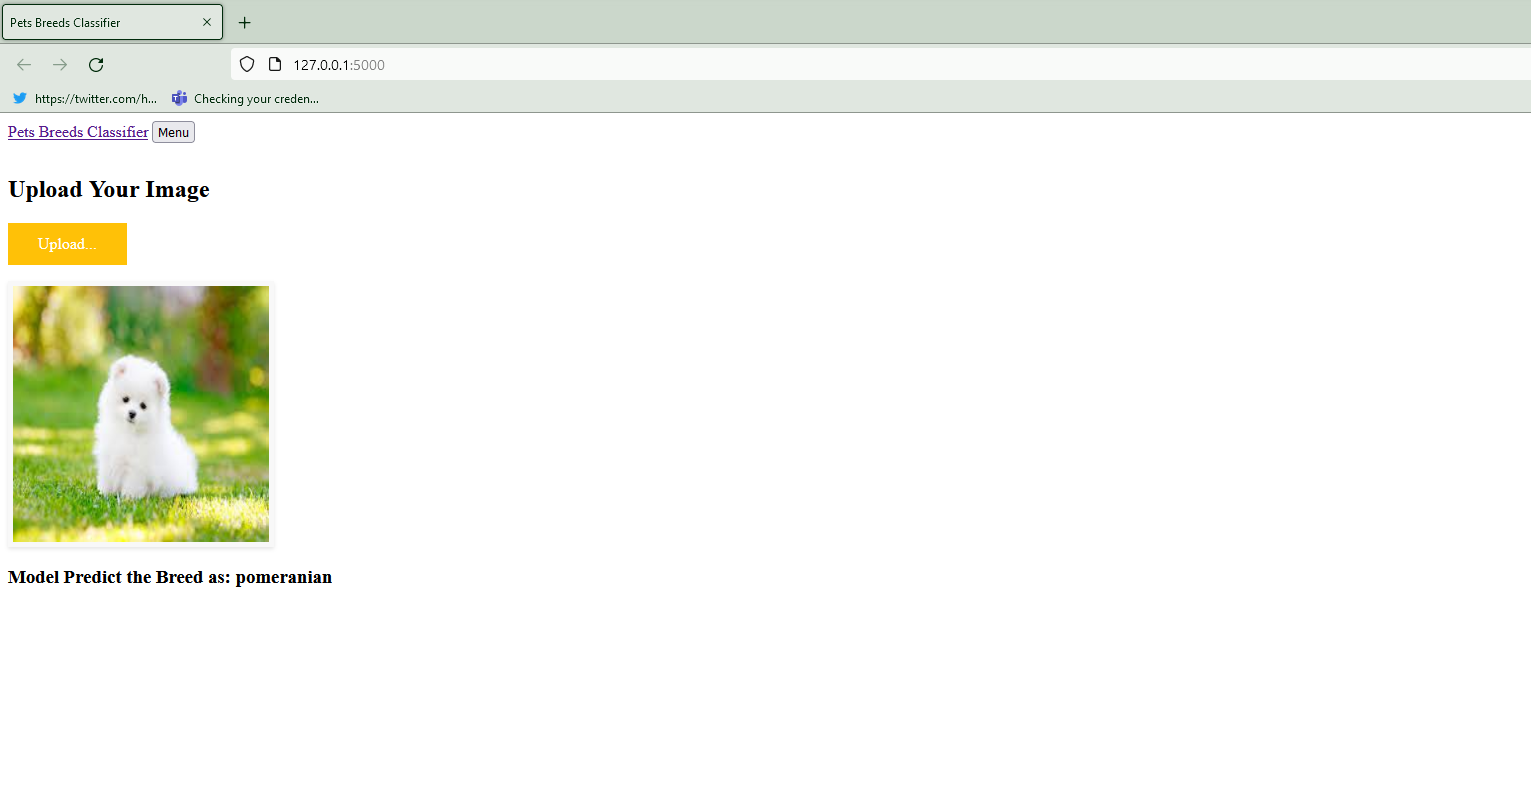 Pets Breeds Classifier
127.0.0.1:5000
https://twitter.com/h... Checking your creden...
Pets Breeds Classifier Menu
Upload Your Image
Upload...
Model Predict the Breed as: pomeranian